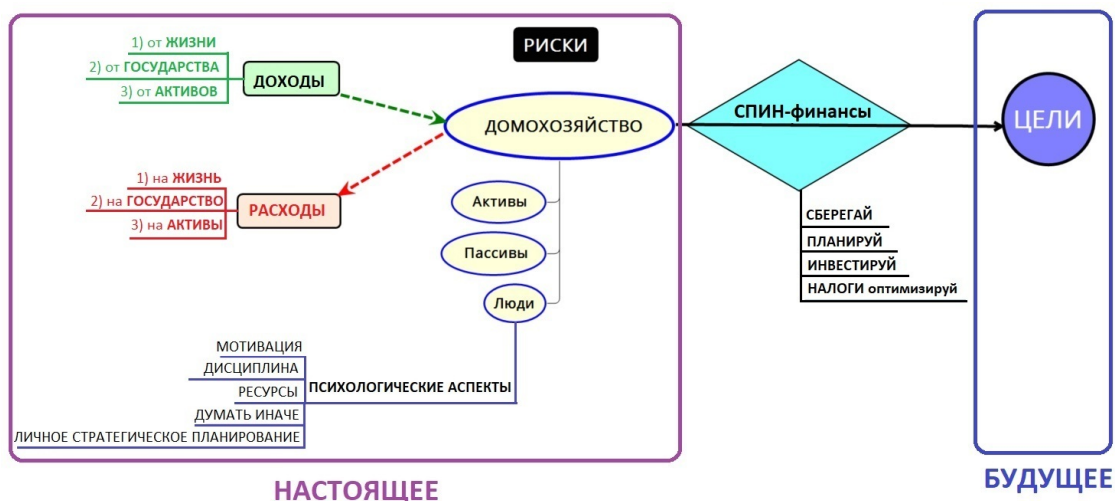 РИСКИ
1) от ЖИЗНИ
2) от ГОСУДАРСТВА
3) от АКТИВОВ
ДОХОДЫ
ДОМОХОЗЯЙСТВО
1) на ЖИЗНЬ
2) на ГОСУДАРСТВО
3) на АКТИВЫ
РАСХОДЫ
Активы
Пассивы
Люди
ПСИХОЛОГИЧЕСКИЕ АСПЕКТЫ
МОТИВАЦИЯ
ДИСЦИПЛИНА
РЕСУРСЫ
ДУМАТЬ ИНАЧЕ
ЛИЧНОЕ СТРАТЕГИЧЕСКОЕ ПЛАНИРОВАНИЕ
НАСТОЯЩЕЕ
СПИН-финансы
СБЕРЕГАЙ
ПЛАНИРУЙ
ИНВЕСТИРУЙ
НАЛОГИ оптимизируй
ЦЕЛИ
БУДУЩЕЕ